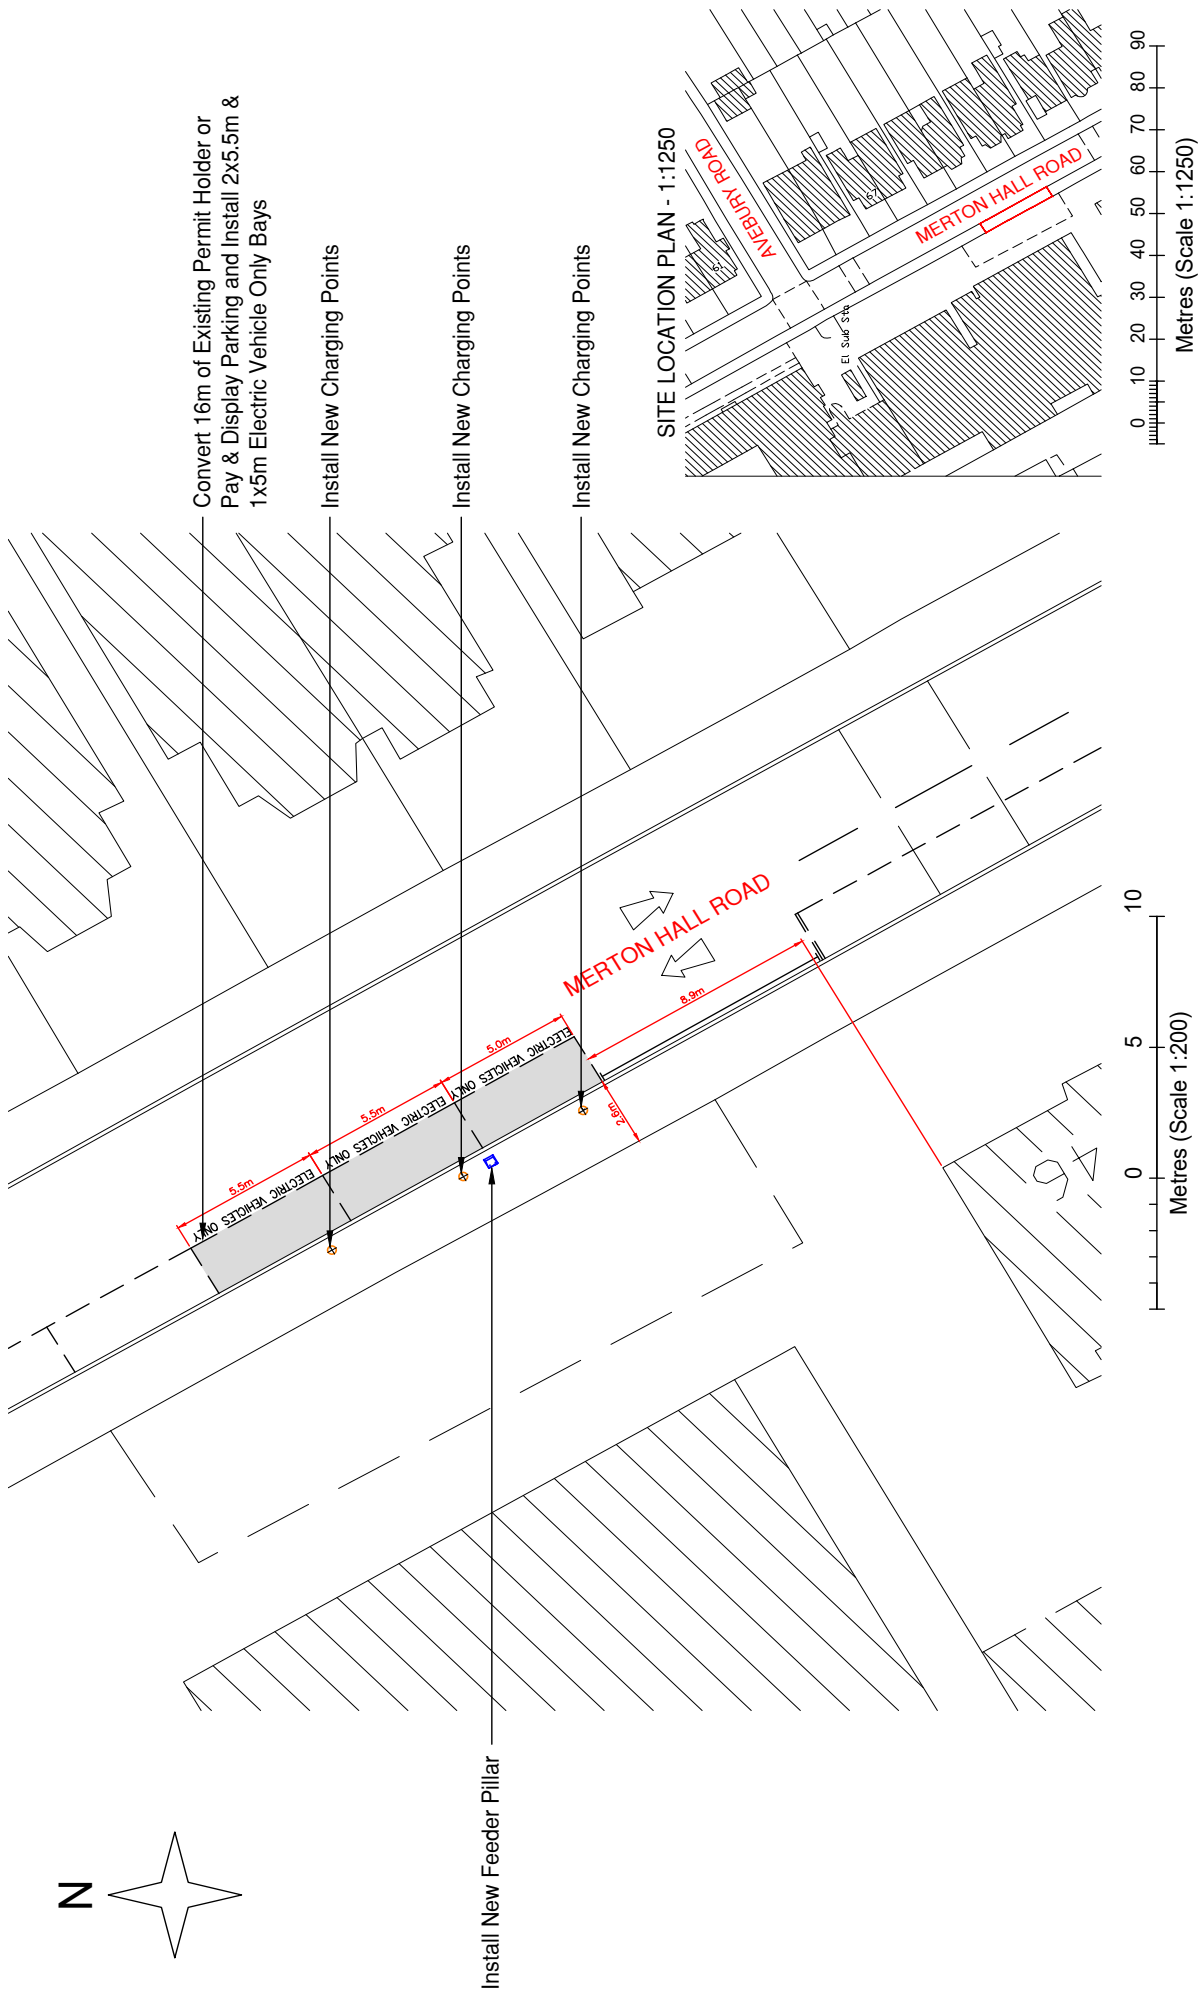 N
Convert 16m of Existing Permit Holder or
Pay & Display Parking and Install 2x5.5m &
1x5m Electric Vehicle Only Bays
Install New Charging Points
Install New Charging Points
Install New Charging Points
Install New Feeder Pillar
5.5m
5.5m
5.0m
ELECTRIC VEHICLES ONLY
ELECTRIC VEHICLES ONLY
ELECTRIC VEHICLES ONLY
2.6m
8.9m
MERTON HALL ROAD
0 5 10
Metres (Scale 1:200)
SITE LOCATION PLAN - 1:1250
AVEBURY ROAD
MERTON HALL ROAD
61
67
El Sub Sta
0 10 20 30 40 50 60 70 80 90
Metres (Scale 1:1250)